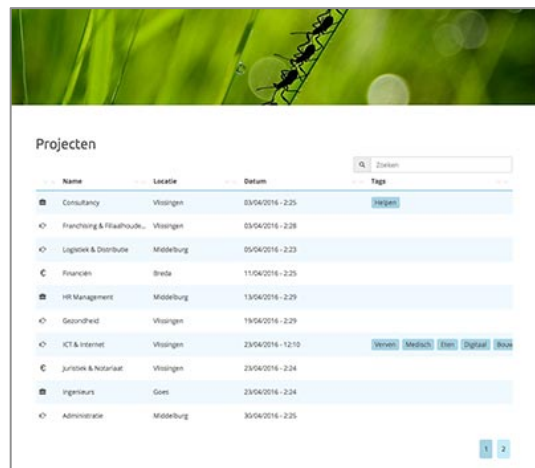 Projecten
Zoeken
Name Locatie Datum Tags
Consultancy Vlissingen 03/04/2016 - 2:25 Helpen
Franchising & Filiaalhoude... Vlissingen 03/04/2016 - 2:28
Logistiek & Distributie Middelburg 05/04/2016 - 2:23
Financiën Breda 11/04/2016 - 2:25
HR Management Middelburg 13/04/2016 - 2:29
Gezondheid Vlissingen 19/04/2016 - 2:29
ICT & Internet Vlissingen 23/04/2016 - 12:10 Verven Medisch Eten Digitaal Bouw
Juristiek & Notariaat Vlissingen 23/04/2016 - 2:24
Ingenieurs Goes 23/04/2016 - 2:24
Administratie Middelburg 30/04/2016 - 2:25
1 2